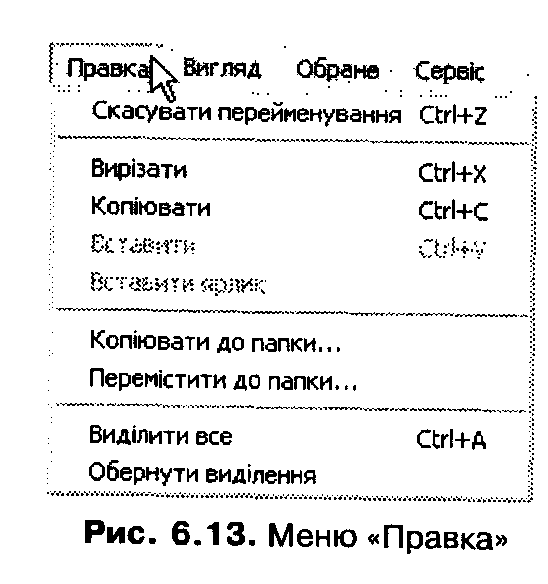 Правка Вигляд Обране Сервіс
Скасувати перейменування Ctrl+Z
Вирізати Ctrl+X
Копіювати Ctrl+C
Вставити Ctrl+V
Вставити ярлик
Копіювати до папки...
Перемістити до папки...
Виділити все Ctrl+A
Обернути виділення
Рис. 6.13. Меню «Правка»